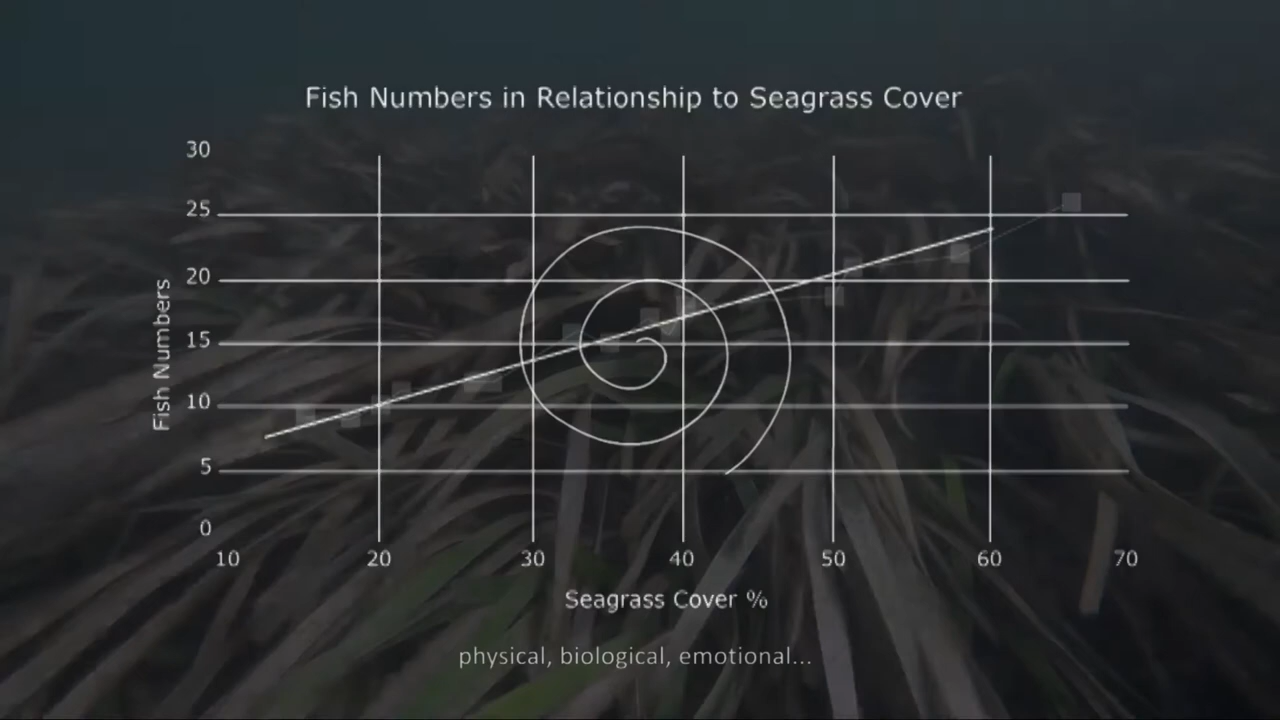 Fish Numbers in Relationship to Seagrass Cover
30
25
20
15
10
5
0
Fish Numbers
10 20 30 40 50 60 70
Seagrass Cover %
physical, biological, emotional...